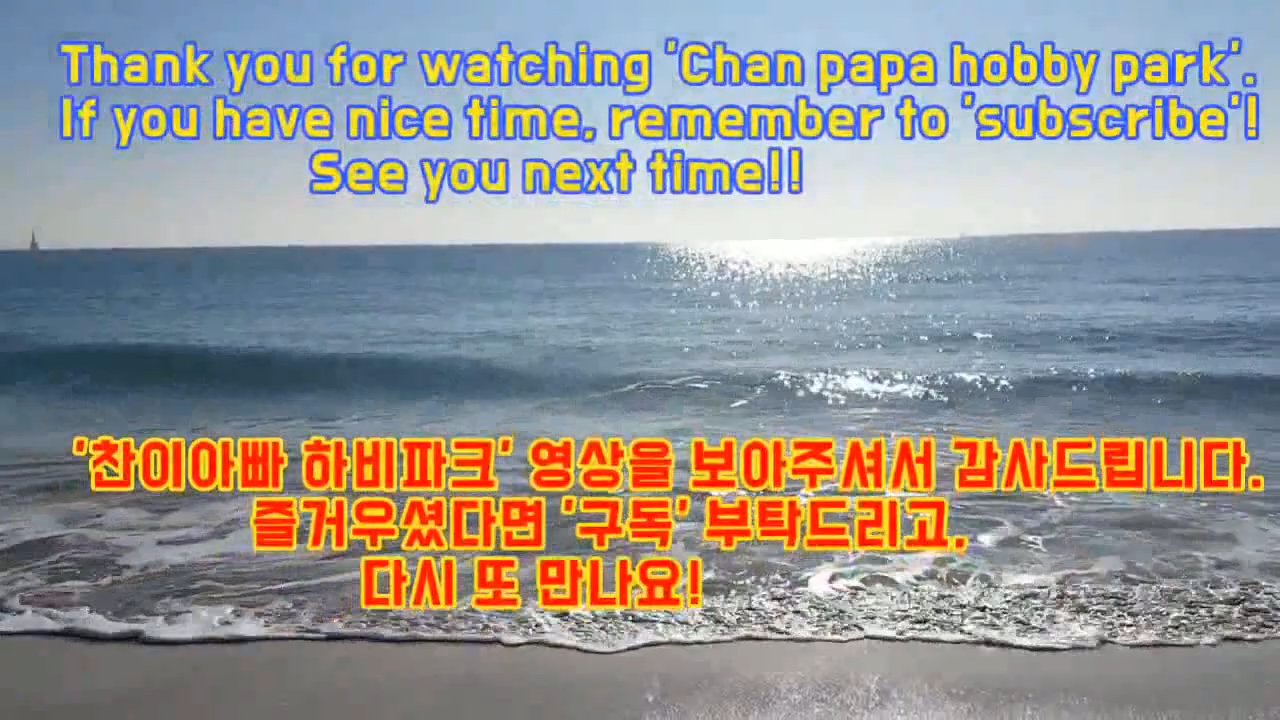 Thank you for watching 'Chan papa hobby park'.
If you have nice time, remember to 'subscribe'!
See you next time!!
'찬이아빠 하비파크' 영상을 보아주셔서 감사드립니다.
즐거우셨다면 '구독' 부탁드리고,
다시 또 만나요!